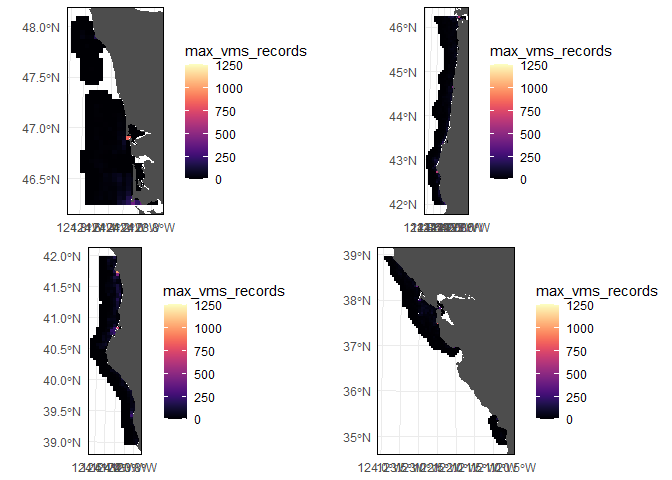 max_vms_records
1250
1000
750
500
250
0
48.0°N
47.5°N
47.0°N
46.5°N
max_vms_records
1250
1000
750
500
250
0
46°N
45°N
44°N
43°N
42°N
max_vms_records
1250
1000
750
500
250
0
42.0°N
41.5°N
41.0°N
40.5°N
40.0°N
39.5°N
39.0°N
max_vms_records
1250
1000
750
500
250
0
39°N
38°N
37°N
36°N
35°N